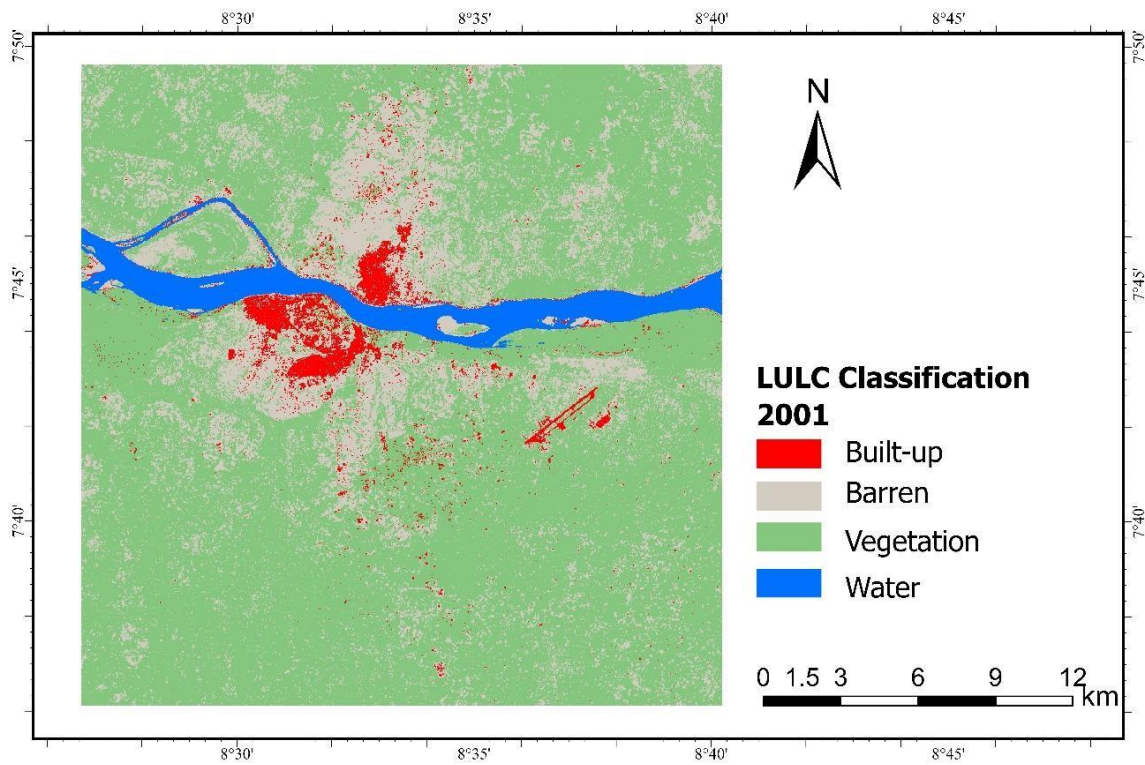 8°30'
8°35'
8°40'
8°45'
7°50'
7°50'
N
7°45'
7°45'
LULC Classification
2001
Built-up
Barren
7°40'
7°40'
Vegetation
Water
0 1.5 3 6 9 12
km
8°30'
8°35'
8°40'
8°45'